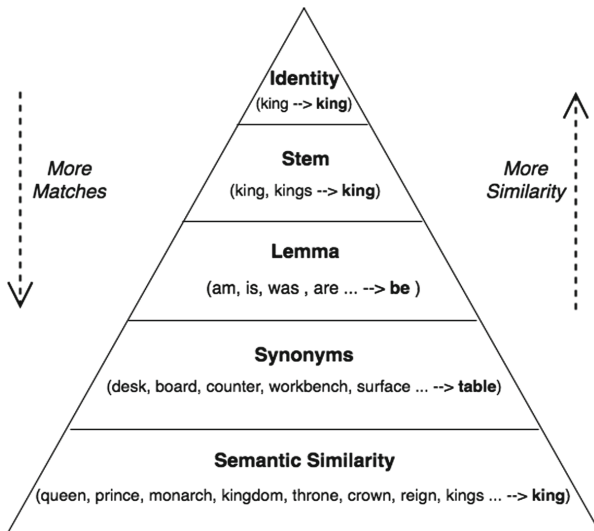 Identity
(king --> king)
Stem
(king, kings --> king)
More
Matches
More
Similarity
Lemma
(am, is, was , are ... --> be )
Synonyms
(desk, board, counter, workbench, surface ... --> table)
Semantic Similarity
(queen, prince, monarch, kingdom, throne, crown, reign, kings ... --> king)